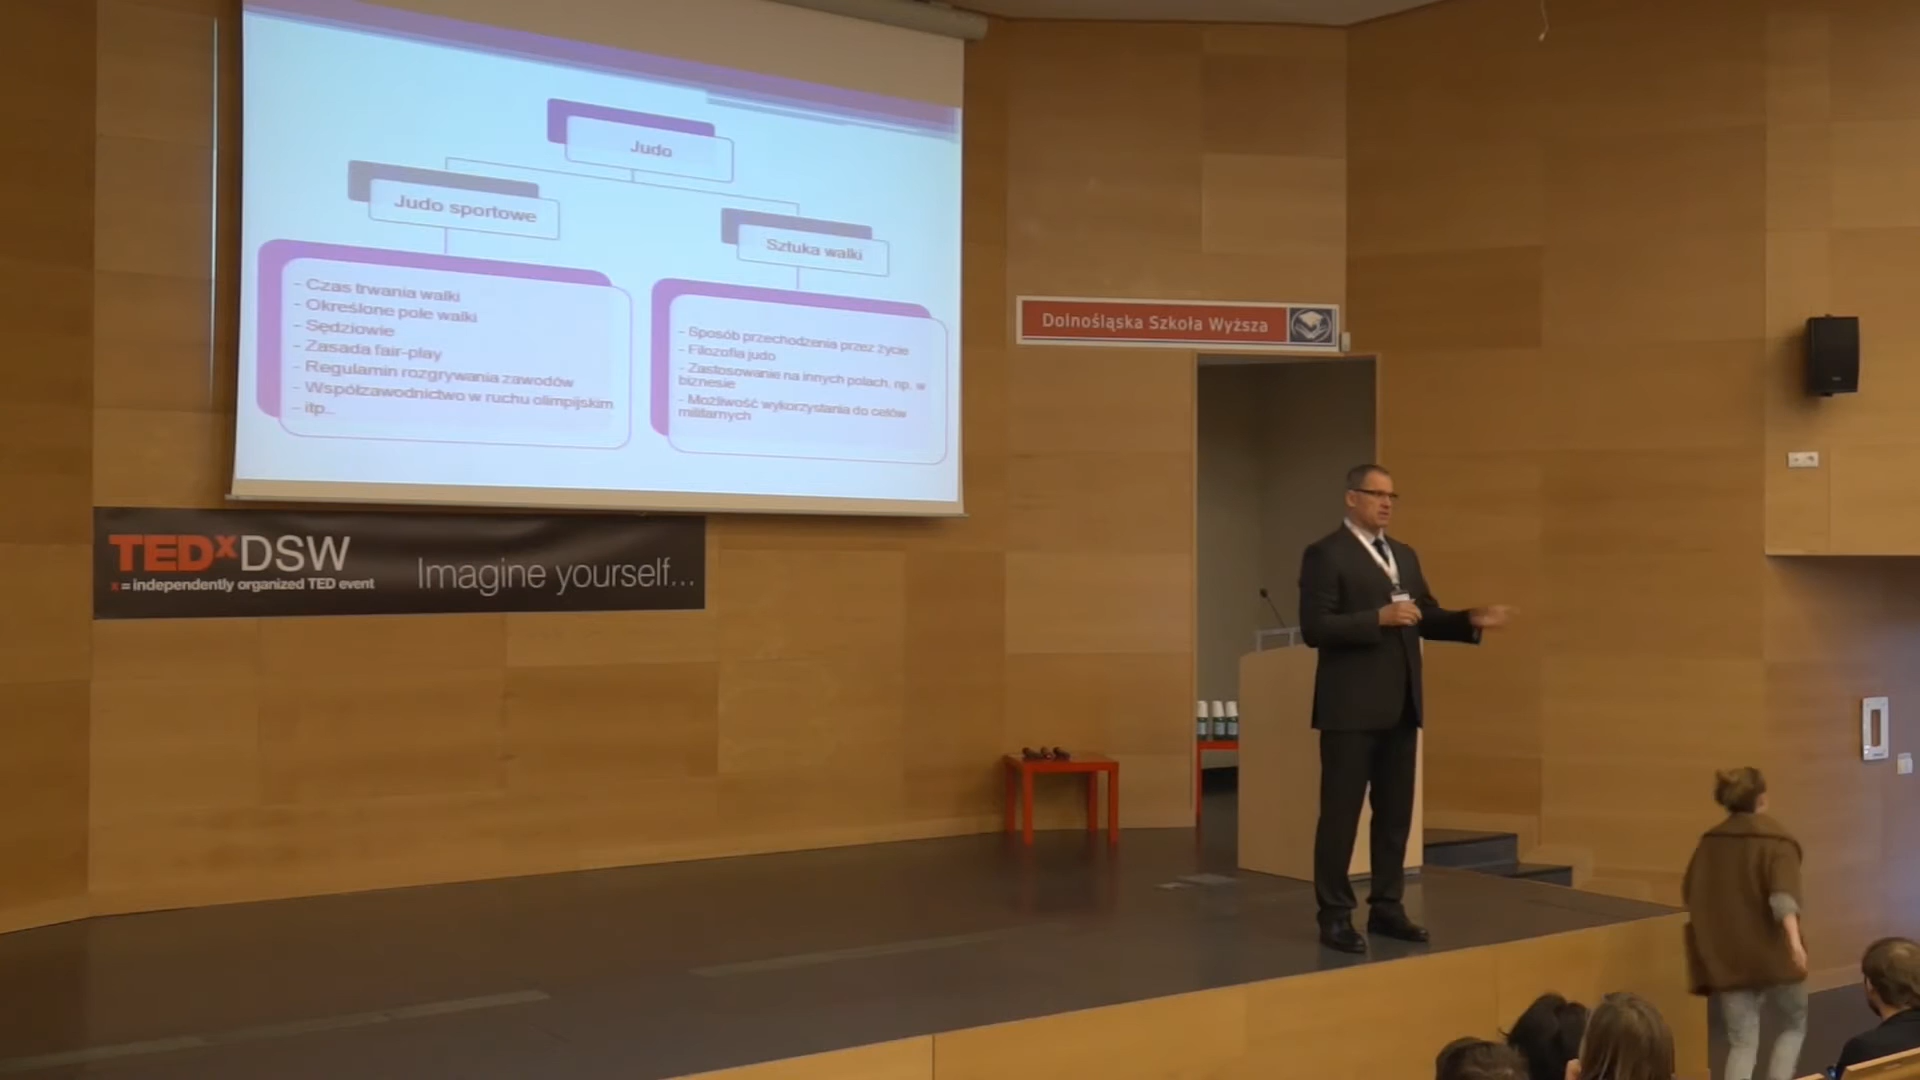 Judo
Judo sportowe
Sztuka walki
- Czas trwania walki
- Określone pole walki
- Sędziowie
- Zasada fair-play
- Regulamin rozgrywania zawodów
- Współzawodnictwo w ruchu olimpijskim
- itp..
- Sposób przechodzenia przez życie
- Filozofia judo
- Zastosowanie na innych polach, np. w
biznesie
- Możliwość wykorzystania do celów
militarnych
Dolnośląska Szkoła Wyższa
TEDxDSW
x = independently organized TED event
Imagine yourself...